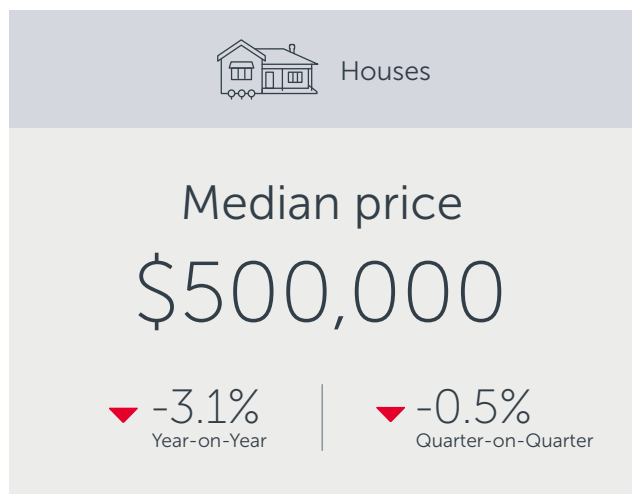 Houses
Median price
$500,000
-3.1%
Year-on-Year
-0.5%
Quarter-on-Quarter